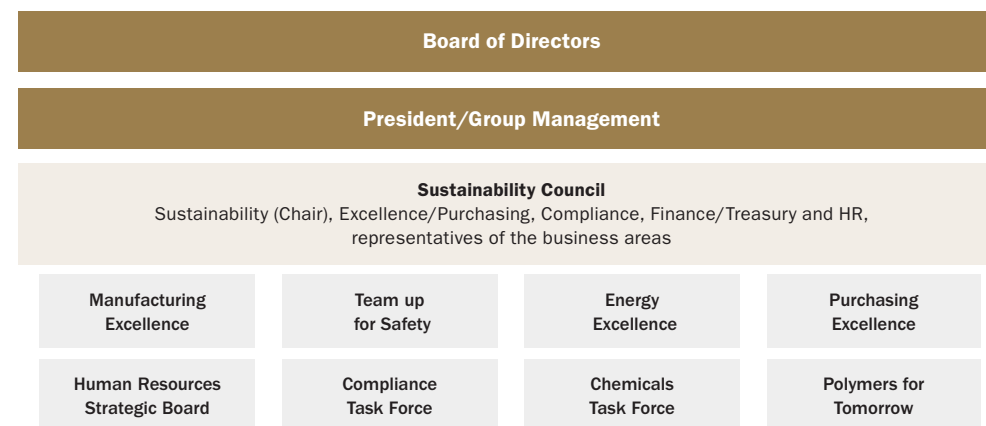 Board of Directors
President/Group Management
Sustainability Council
Sustainability (Chair), Excellence/Purchasing, Compliance, Finance/Treasury and HR,
representatives of the business areas
Manufacturing
Excellence
Team up
for Safety
Energy
Excellence
Purchasing
Excellence
Human Resources
Strategic Board
Compliance
Task Force
Chemicals
Task Force
Polymers for
Tomorrow